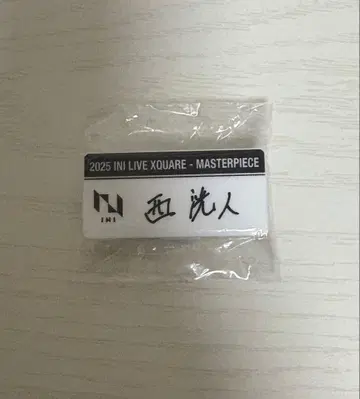 2025 INI LIVE XQUARE - MASTERPIECE
INI
西 洸人